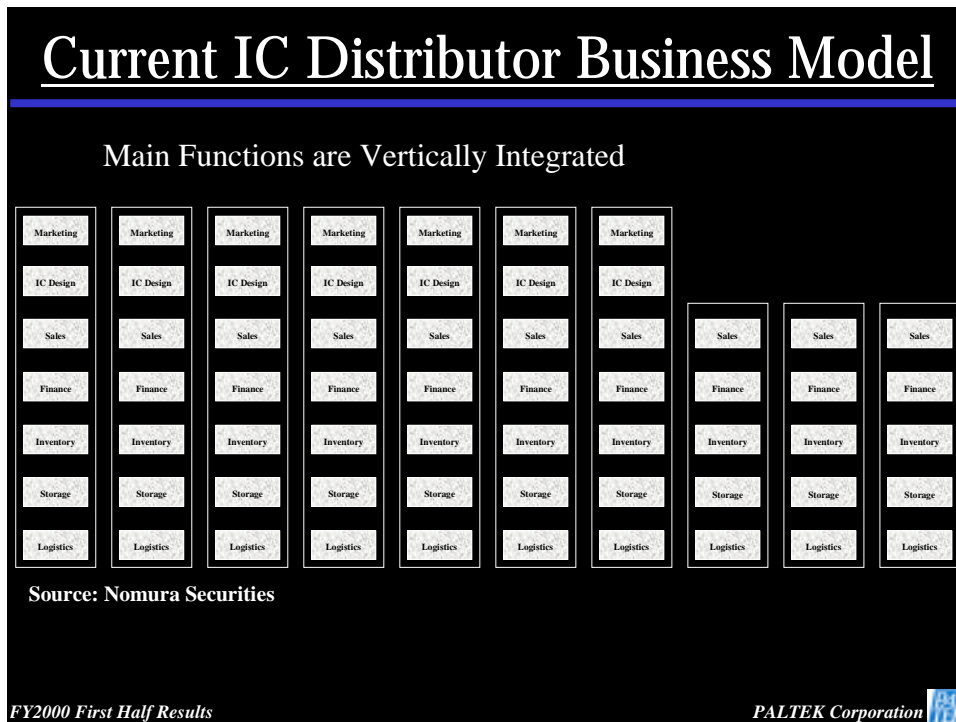 Current IC Distributor Business Model
Main Functions are Vertically Integrated
Marketing Marketing Marketing Marketing Marketing Marketing Marketing
IC Design IC Design IC Design IC Design IC Design IC Design IC Design
Sales Sales Sales Sales Sales Sales Sales Sales Sales Sales
Finance Finance Finance Finance Finance Finance Finance Finance Finance Finance
Inventory Inventory Inventory Inventory Inventory Inventory Inventory Inventory Inventory Inventory
Storage Storage Storage Storage Storage Storage Storage Storage Storage Storage
Logistics Logistics Logistics Logistics Logistics Logistics Logistics Logistics Logistics Logistics
Source: Nomura Securities
FY2000 First Half Results PALTEK Corporation